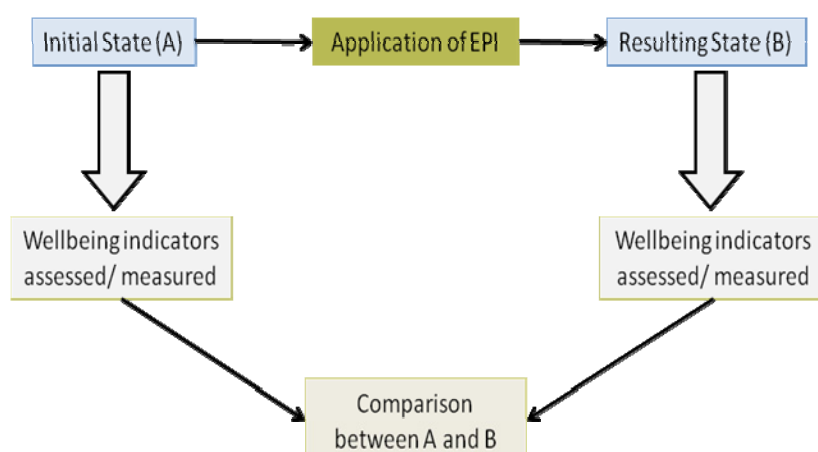 Initial State (A)
Application of EPI
Resulting State (B)
Wellbeing indicators
assessed/ measured
Wellbeing indicators
assessed/ measured
Comparison
between A and B